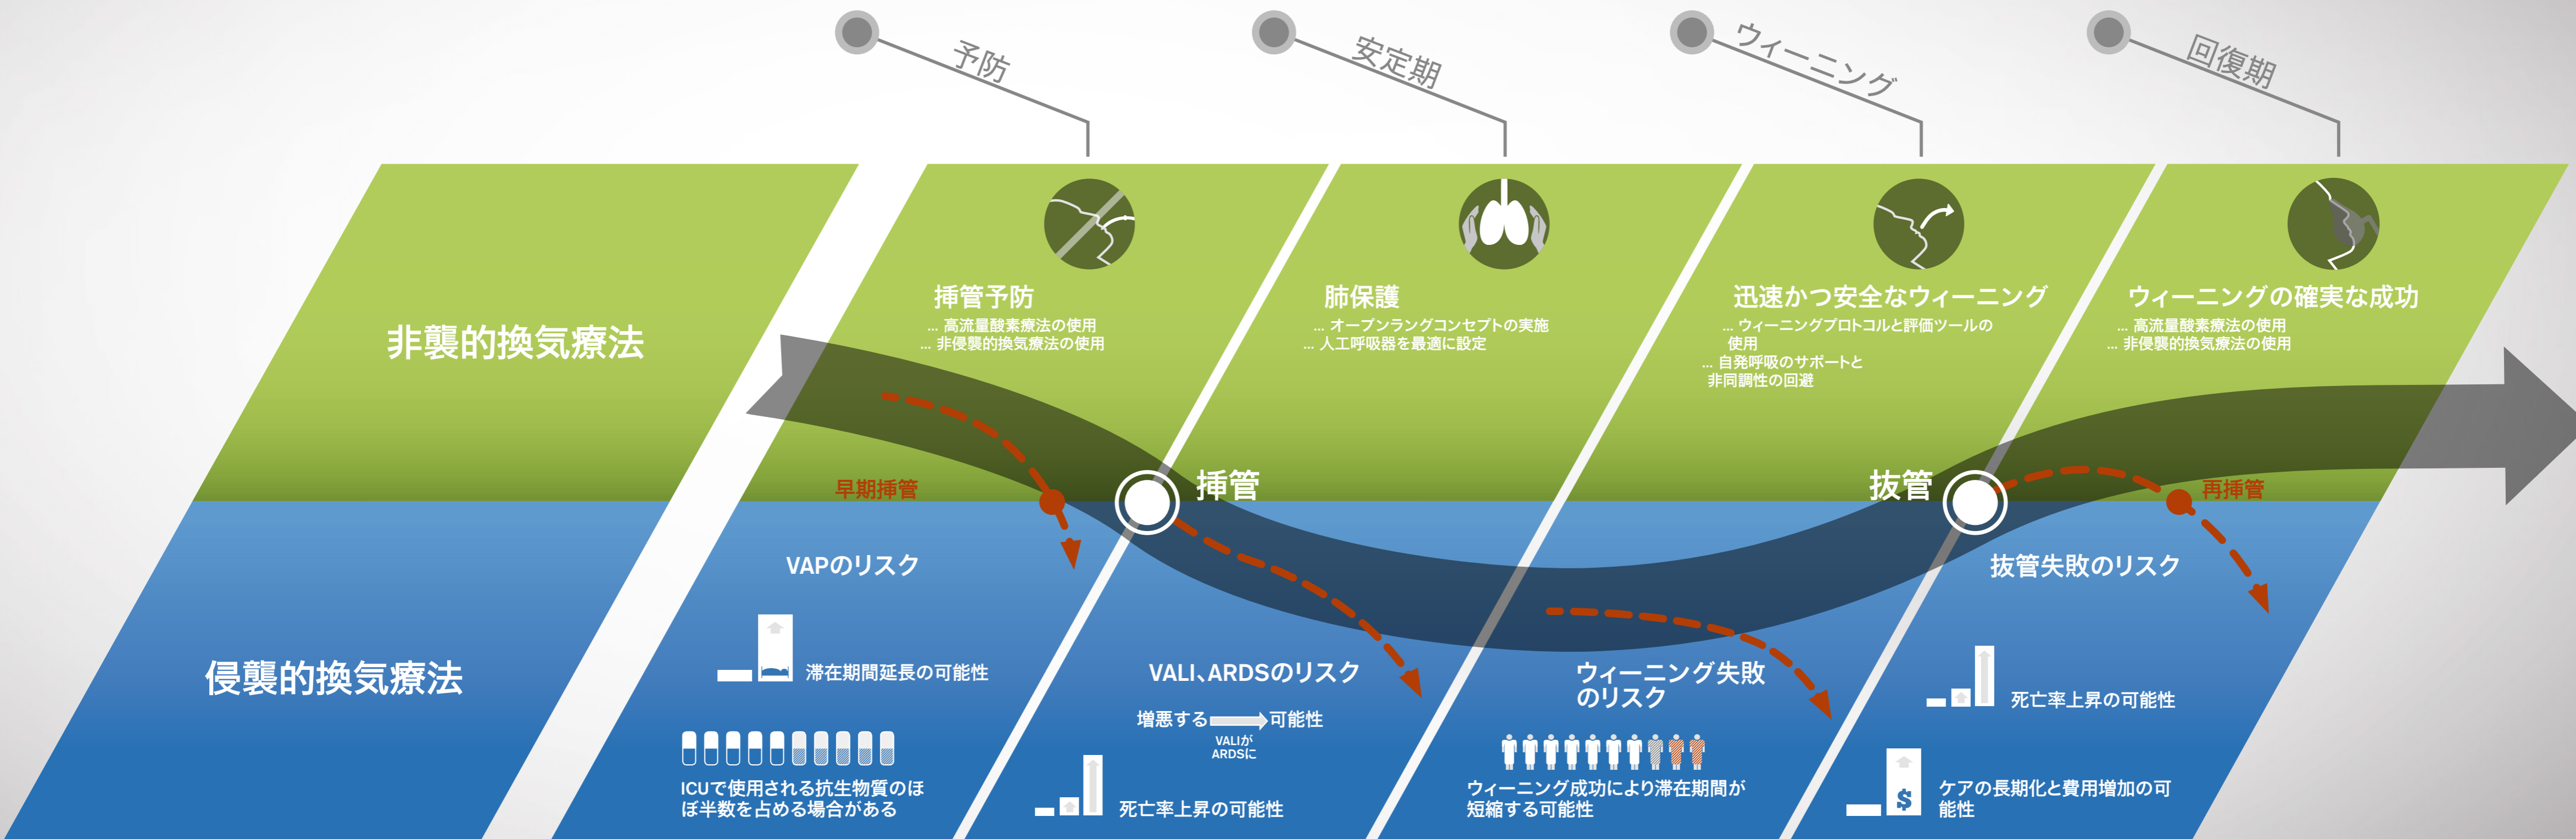 予防
安定期
ウィーニング
回復期
非襲的換気療法
挿管予防
... 高流量酸素療法の使用
... 非侵襲的換気療法の使用
肺保護
... オープンラングコンセプトの実施
... 人工呼吸器を最適に設定
迅速かつ安全なウィーニング
... ウィーニングプロトコルと評価ツールの
使用
... 自発呼吸のサポートと
非同調性の回避
ウィーニングの確実な成功
... 高流量酸素療法の使用
... 非侵襲的換気療法の使用
早期挿管
挿管
抜管
再挿管
侵襲的換気療法
VAPのリスク
滞在期間延長の可能性
ICUで使用される抗生物質のほ
ぼ半数を占める場合がある
VALI、ARDSのリスク
増悪する
可能性
VALIが
ARDSに
死亡率上昇の可能性
ウィーニング失敗
のリスク
ウィーニング成功により滞在期間が
短縮する可能性
抜管失敗のリスク
死亡率上昇の可能性
$
ケアの長期化と費用増加の可
能性